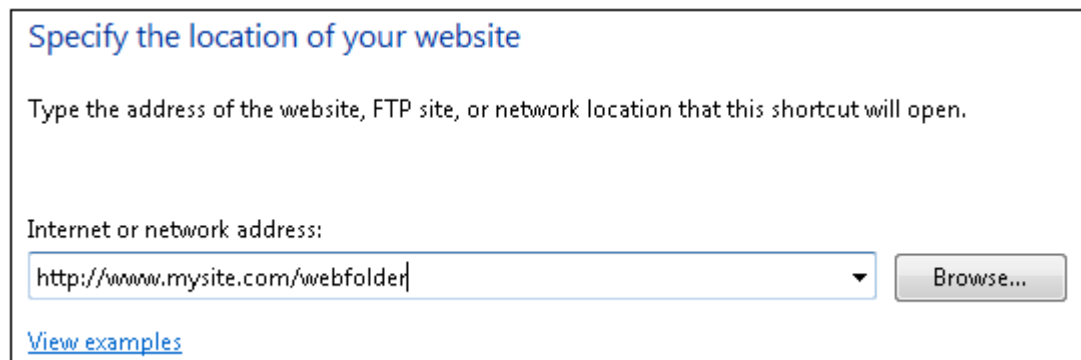 Specify the location of your website
Type the address of the website, FTP site, or network location that this shortcut will open.
Internet or network address:
http://www.mysite.com/webfolder
Browse...
View examples